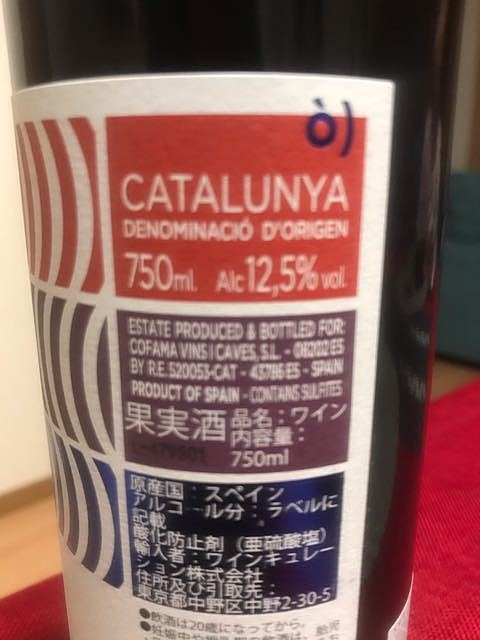 ò)
CATALUNYA
DENOMINACIÓ D'ORIGEN
750ml. Alc 12,5% vol.
ESTATE PRODUCED & BOTTLED FOR:
COFAMA VINS I CAVES, S.L. - 08202 ES
BY R.E. 520053-CAT - 43786 ES - SPAIN
PRODUCT OF SPAIN - CONTAINS SULFITES
果実酒 品名：ワイン
内容量：
750ml
原産国：スペイン
アルコール分：ラベルに
記載
酸化防止剤（亜硫酸塩）
輸入者：ワインキュレー
ション株式会社
住所及び引取先：
東京都中野区中野2-30-5
●飲酒は20歳になってから。